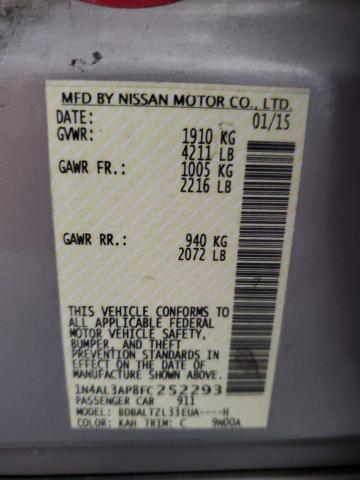 MFD BY NISSAN MOTOR CO., LTD.
DATE: 01/15
GVWR: 1910 KG
4211 LB
GAWR FR.: 1005 KG
2216 LB
GAWR RR.: 940 KG
2072 LB
THIS VEHICLE CONFORMS TO
ALL APPLICABLE FEDERAL
MOTOR VEHICLE SAFETY,
BUMPER, AND THEFT
PREVENTION STANDARDS
IN EFFECT ON THE DATE
OF MANUFACTURE SHOWN
ABOVE.
1N4AL3AP8FC252293
PASSENGER CAR 911
MODEL: BDBALTZL33EUA----H
COLOR: KAH TRIM: C 9N00A